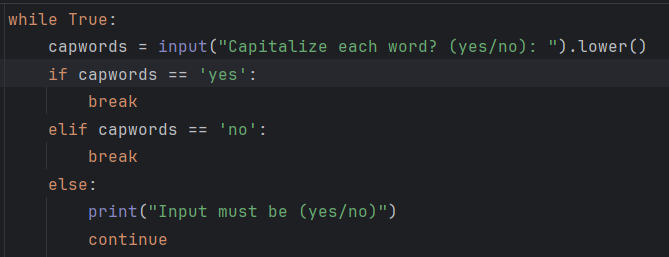 while True:
    capwords = input("Capitalize each word? (yes/no): ").lower()
    if capwords == 'yes':
        break
    elif capwords == 'no':
        break
    else:
        print("Input must be (yes/no)")
        continue